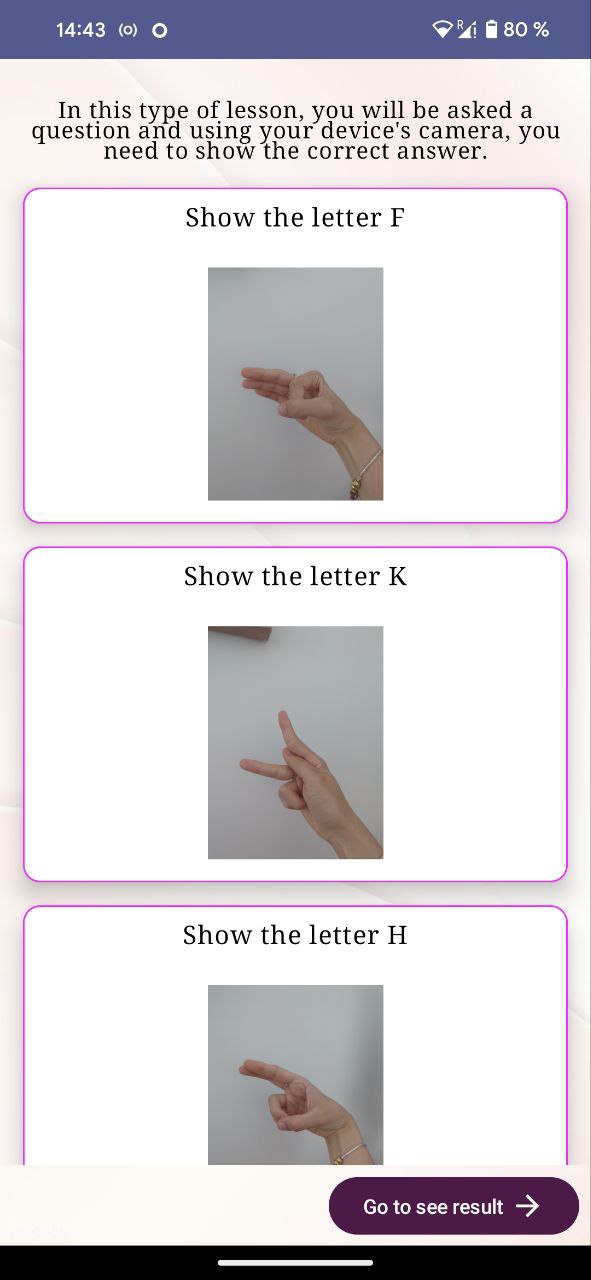 14:43
R
80 %
In this type of lesson, you will be asked a
question and using your device's camera, you
need to show the correct answer.
Show the letter F
Show the letter K
Show the letter H
Go to see result